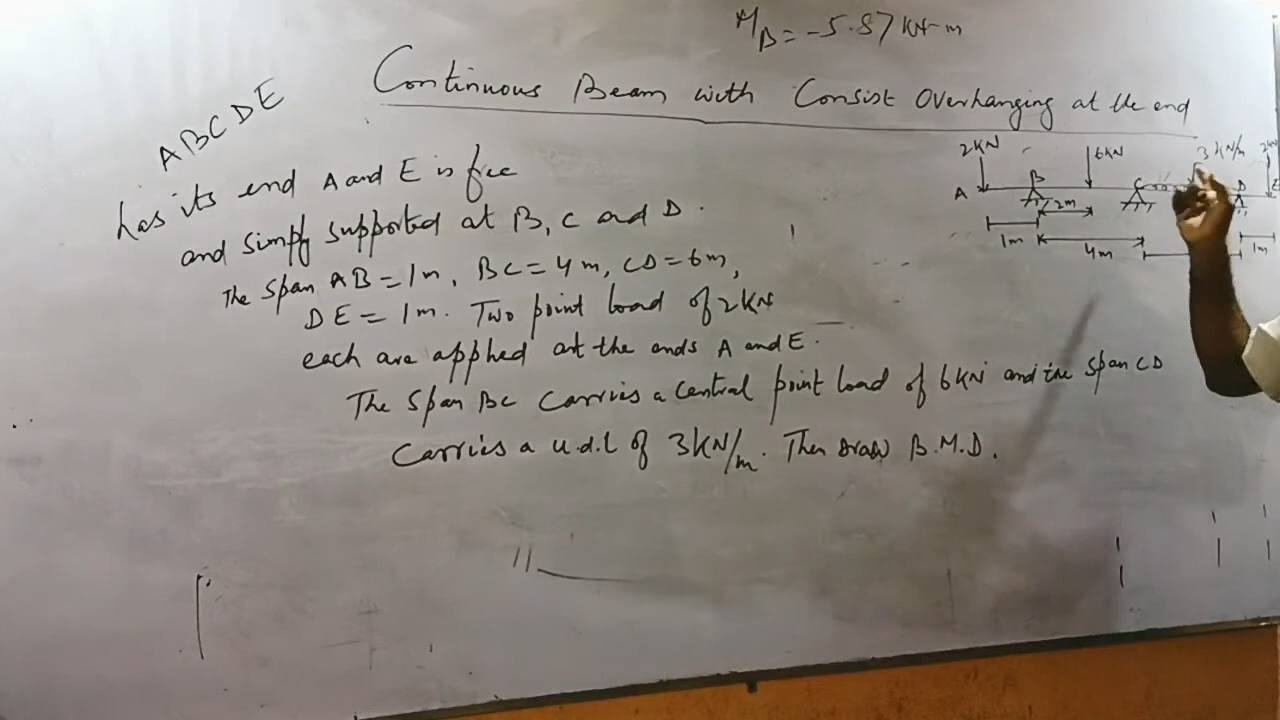 M_B = -5.87 kN-m
Continuous Beam with Consist Overhanging at the end
ABCDE
has its end A and E is free
and simply supported at B, C and D.
The Span AB = 1m, BC = 4m, CD = 6m,
DE = 1m. Two point load of 2kN
each are applied at the ends A and E.
The Span BC Carries a Central point load of 6kN and the Span CD
Carries a u.d.l of 3kN/m. Then draw B.M.D.
2kN
6kN
3kN/m
A
B
C
D
E
2m
1m
4m
1m